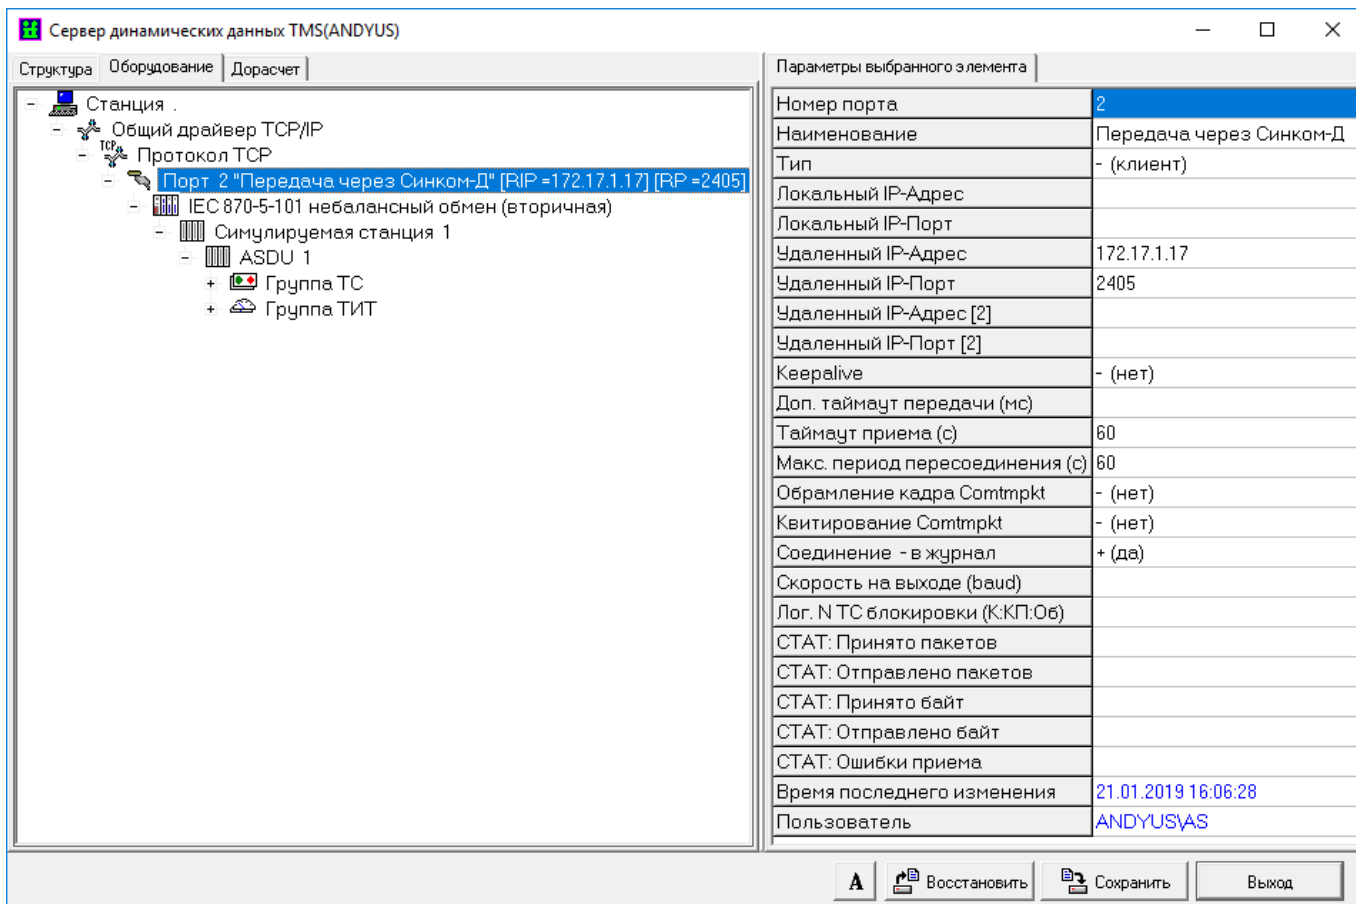 Сервер динамических данных TMS(ANDYUS)
Структура Оборудование Дорасчет
Станция .
Общий драйвер TCP/IP
TCP Протокол TCP
Порт 2 "Передача через Синком-Д" [RIP =172.17.1.17] [RP =2405]
IEC 870-5-101 небалансный обмен (вторичная)
Симулируемая станция 1
ASDU 1
Группа ТС
Группа ТИТ
Параметры выбранного элемента
Номер порта 2
Наименование Передача через Синком-Д
Тип - (клиент)
Локальный IP-Адрес
Локальный IP-Порт
Удаленный IP-Адрес 172.17.1.17
Удаленный IP-Порт 2405
Удаленный IP-Адрес [2]
Удаленный IP-Порт [2]
Keepalive - (нет)
Доп. таймаут передачи (мс)
Таймаут приема (с) 60
Макс. период пересоединения (с) 60
Обрамление кадра Comtmpkt - (нет)
Квитирование Comtmpkt - (нет)
Соединение - в журнал + (да)
Скорость на выходе (baud)
Лог. N ТС блокировки (К:КП:Об)
СТАТ: Принято пакетов
СТАТ: Отправлено пакетов
СТАТ: Принято байт
СТАТ: Отправлено байт
СТАТ: Ошибки приема
Время последнего изменения 21.01.2019 16:06:28
Пользователь ANDYUS\AS
A Восстановить Сохранить Выход